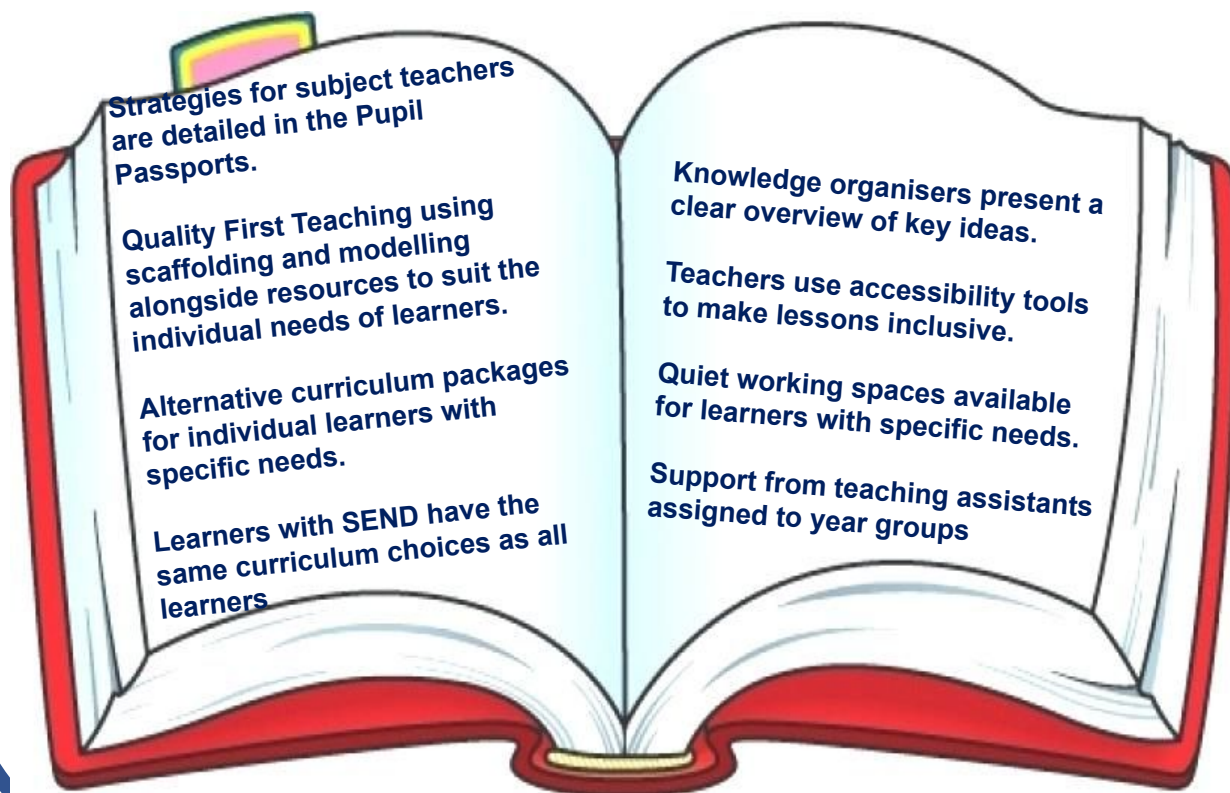 Strategies for subject teachers
are detailed in the Pupil
Passports.
Quality First Teaching using
scaffolding and modelling
alongside resources to suit the
individual needs of learners.
Alternative curriculum packages
for individual learners with
specific needs.
Learners with SEND have the
same curriculum choices as all
learners
Knowledge organisers present a
clear overview of key ideas.
Teachers use accessibility tools
to make lessons inclusive.
Quiet working spaces available
for learners with specific needs.
Support from teaching assistants
assigned to year groups